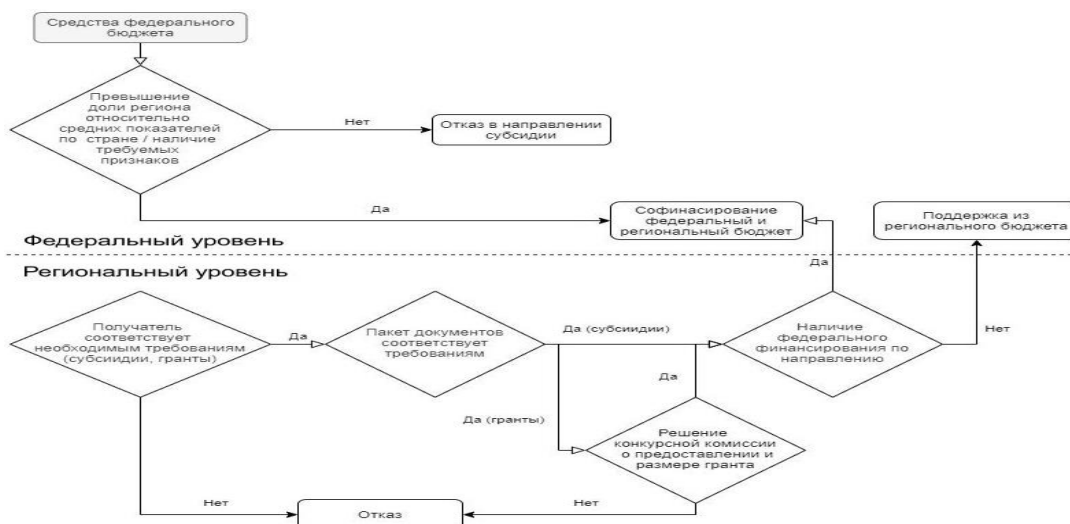 Средства федерального
бюджета
Превышение
доли региона
относительно
средних показателей
по стране / наличие
требуемых
признаков
Нет
Отказ в направлении
субсидии
Да
Софинасирование
федеральный и
региональный бюджет
Поддержка из
регионального бюджета
Федеральный уровень
Региональный уровень
Да
Получатель
соответствует
необходимым требованиям
(субсиидии, гранты)
Да
Пакет документов
соответствует
требованиям
Да (субсиидии)
Наличие
федерального
финансирования по
направлению
Нет
Да
Да (гранты)
Решение
конкурсной комиссии
о предоставлении и
размере гранта
Нет
Отказ
Нет